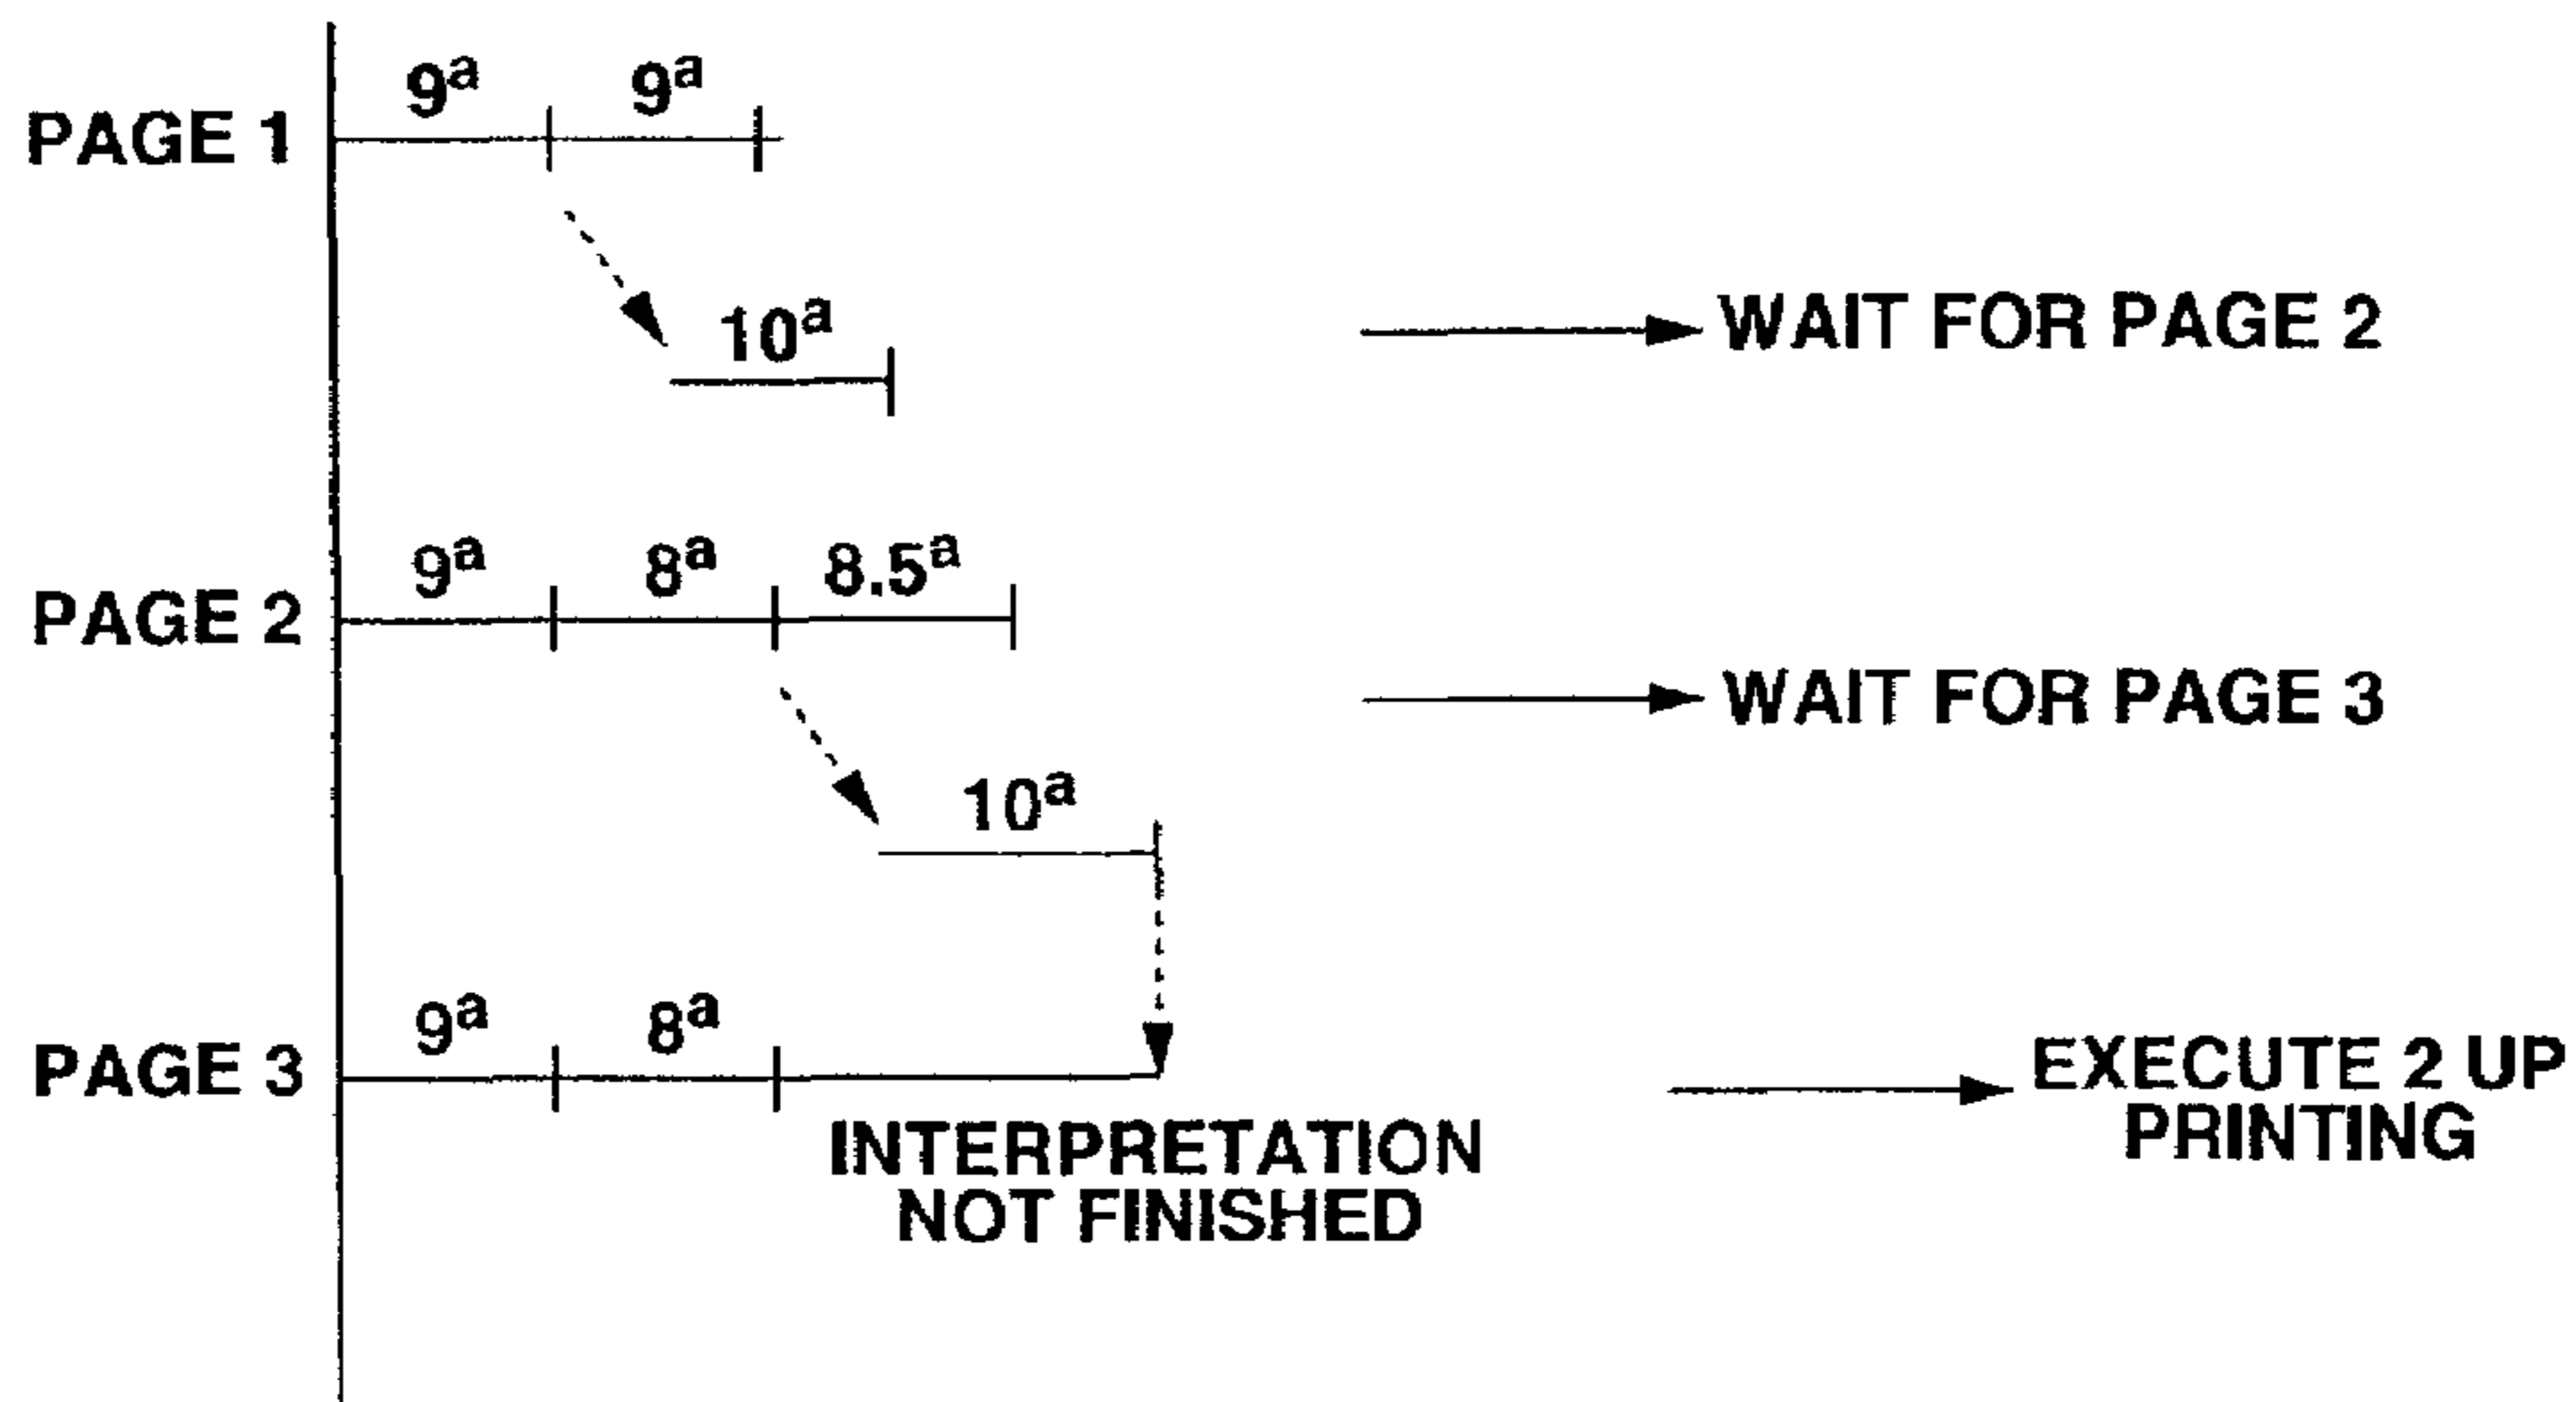 9ᵃ 9ᵃ
PAGE 1
10ᵃ
WAIT FOR PAGE 2
9ᵃ 8ᵃ 8.5ᵃ
PAGE 2
WAIT FOR PAGE 3
10ᵃ
9ᵃ 8ᵃ
PAGE 3
EXECUTE 2 UP
PRINTING
INTERPRETATION
NOT FINISHED